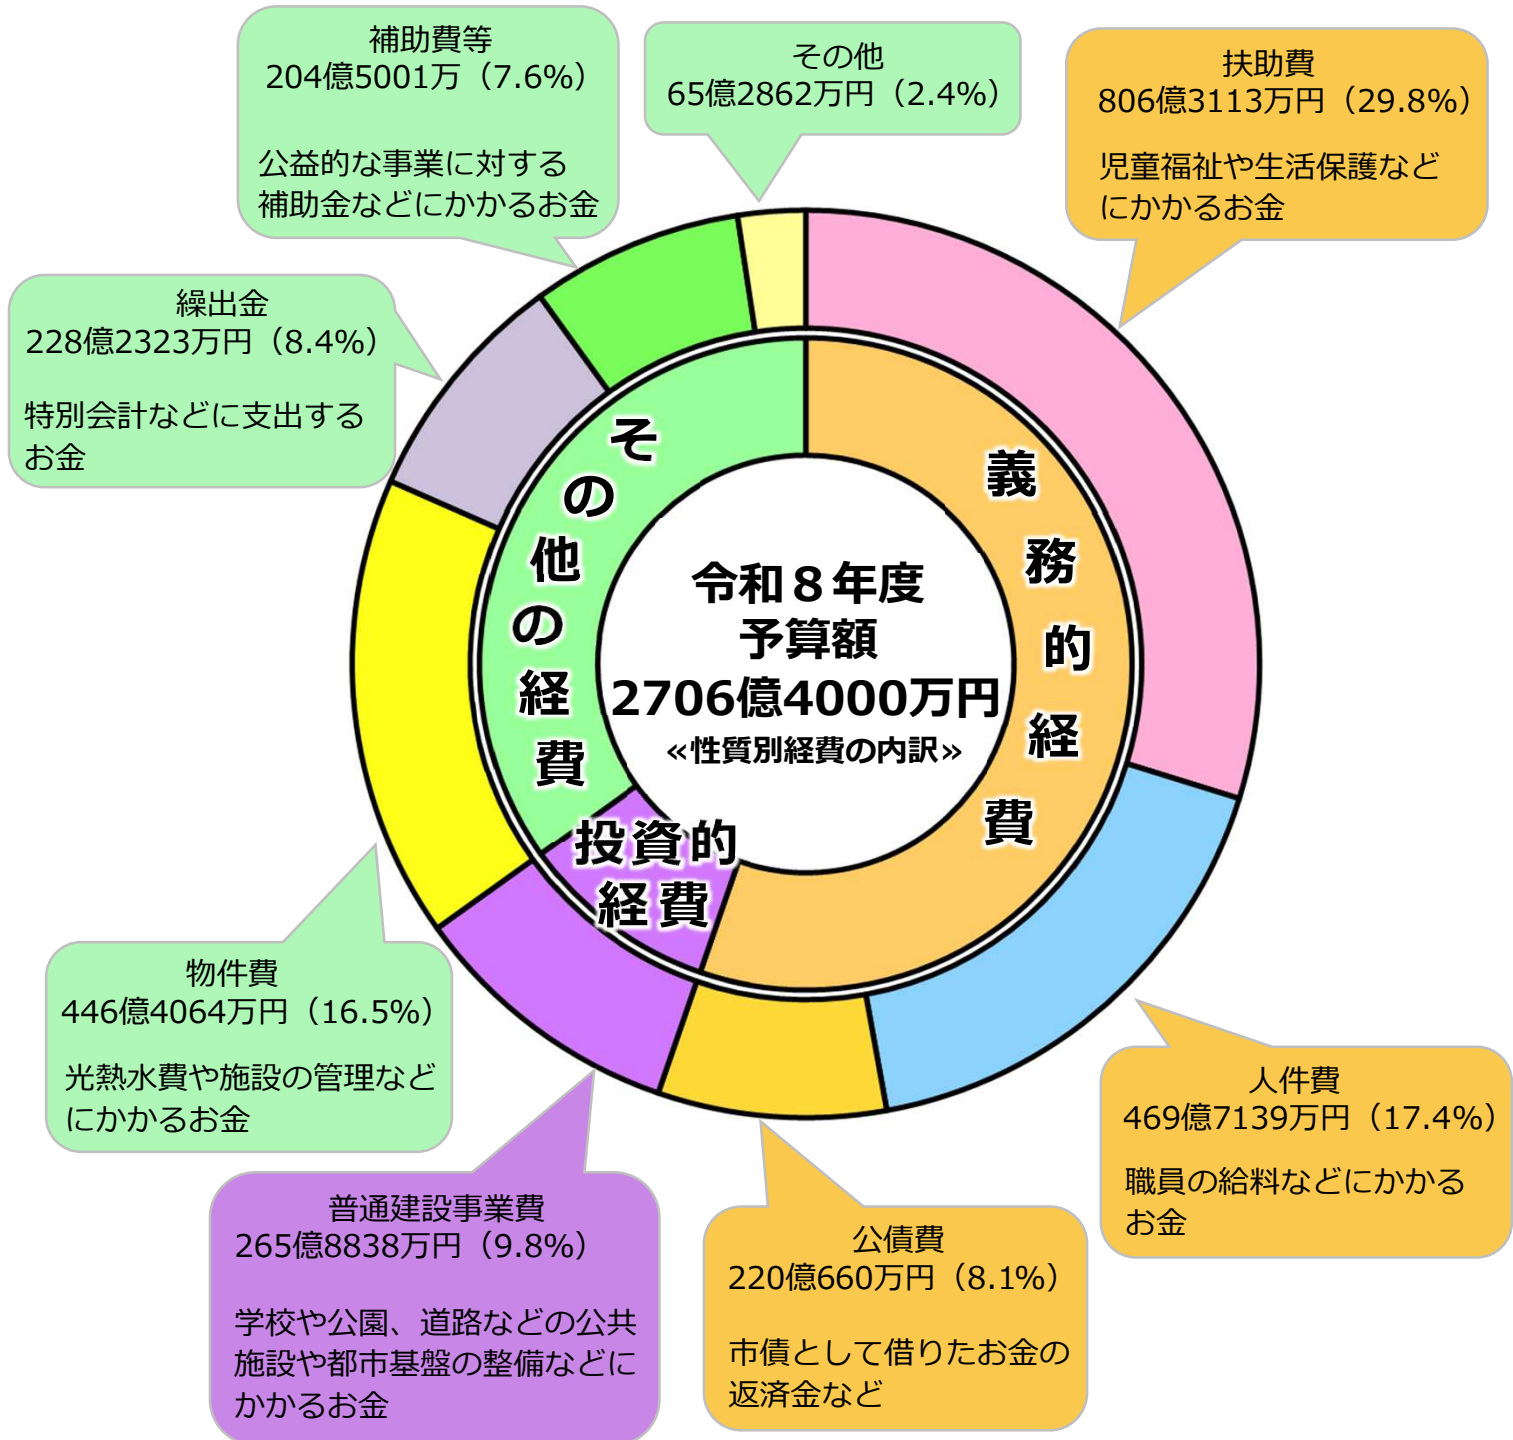 補助費等
204億5001万（7.6%）
公益的な事業に対する
補助金などにかかるお金
その他
65億2862万円（2.4%）
扶助費
806億3113万円（29.8%）
児童福祉や生活保護など
にかかるお金
繰出金
228億2323万円（8.4%）
特別会計などに支出する
お金
その他の経費
義務的経費
令和８年度
予算額
2706億4000万円
«性質別経費の内訳»
投資的
経費
物件費
446億4064万円（16.5%）
光熱水費や施設の管理など
にかかるお金
人件費
469億7139万円（17.4%）
職員の給料などにかかる
お金
普通建設事業費
265億8838万円（9.8%）
学校や公園、道路などの公共
施設や都市基盤の整備などに
かかるお金
公債費
220億660万円（8.1%）
市債として借りたお金の
返済金など